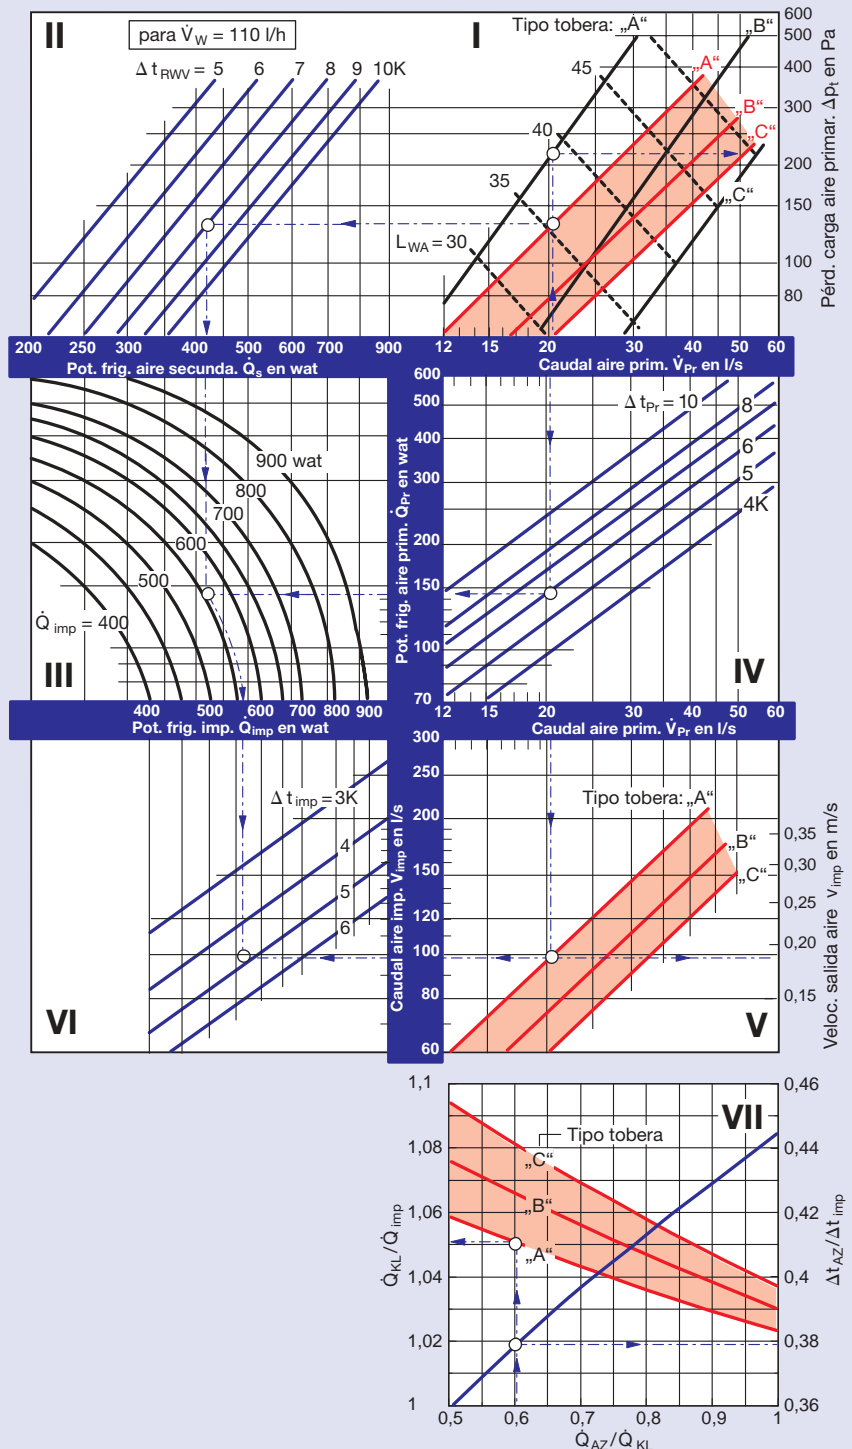 II
para V̇W = 110 l/h
Δ tRWV = 5 6 7 8 9 10K
200 300 400 500 600 700 900
Pot. frig. aire secunda. Q̇s en wat
I
Tipo tobera: „A“ „B“
„A“
„B“
„C“
„C“
45
40
35
LWA = 30
600
500
400
300
200
150
100
80
Pérd. carga aire primar. Δpt en Pa
12 15 20 30 40 50 60
Caudal aire prim. V̇Pr en l/s
900 wat
800
700
600
500
Q̇ imp = 400
III
400 500 600 700 800 900
Pot. frig. imp. Q̇imp en wat
600
500
400
300
200
150
100
70
Pot. frig. aire prim. Q̇Pr en wat
Δ tPr = 10
8
6
5
4K
IV
12 15 20 30 40 50 60
Caudal aire prim. V̇Pr en l/s
Δ timp = 3K
4
5
6
VI
300
250
200
150
120
100
80
60
Caudal aire imp. V̇imp en l/s
Tipo tobera: „A“
„B“
„C“
V
0,35
0,30
0,25
0,20
0,15
Veloc. salida aire vimp en m/s
VII
Tipo tobera
„C“
„B“
„A“
1,1
1,08
1,06
1,04
1,02
1
Q̇KL/Q̇imp
0,46
0,44
0,42
0,4
0,38
0,36
ΔtAZ/Δtimp
0,5 0,6 0,7 0,8 0,9 1
Q̇AZ/Q̇KL